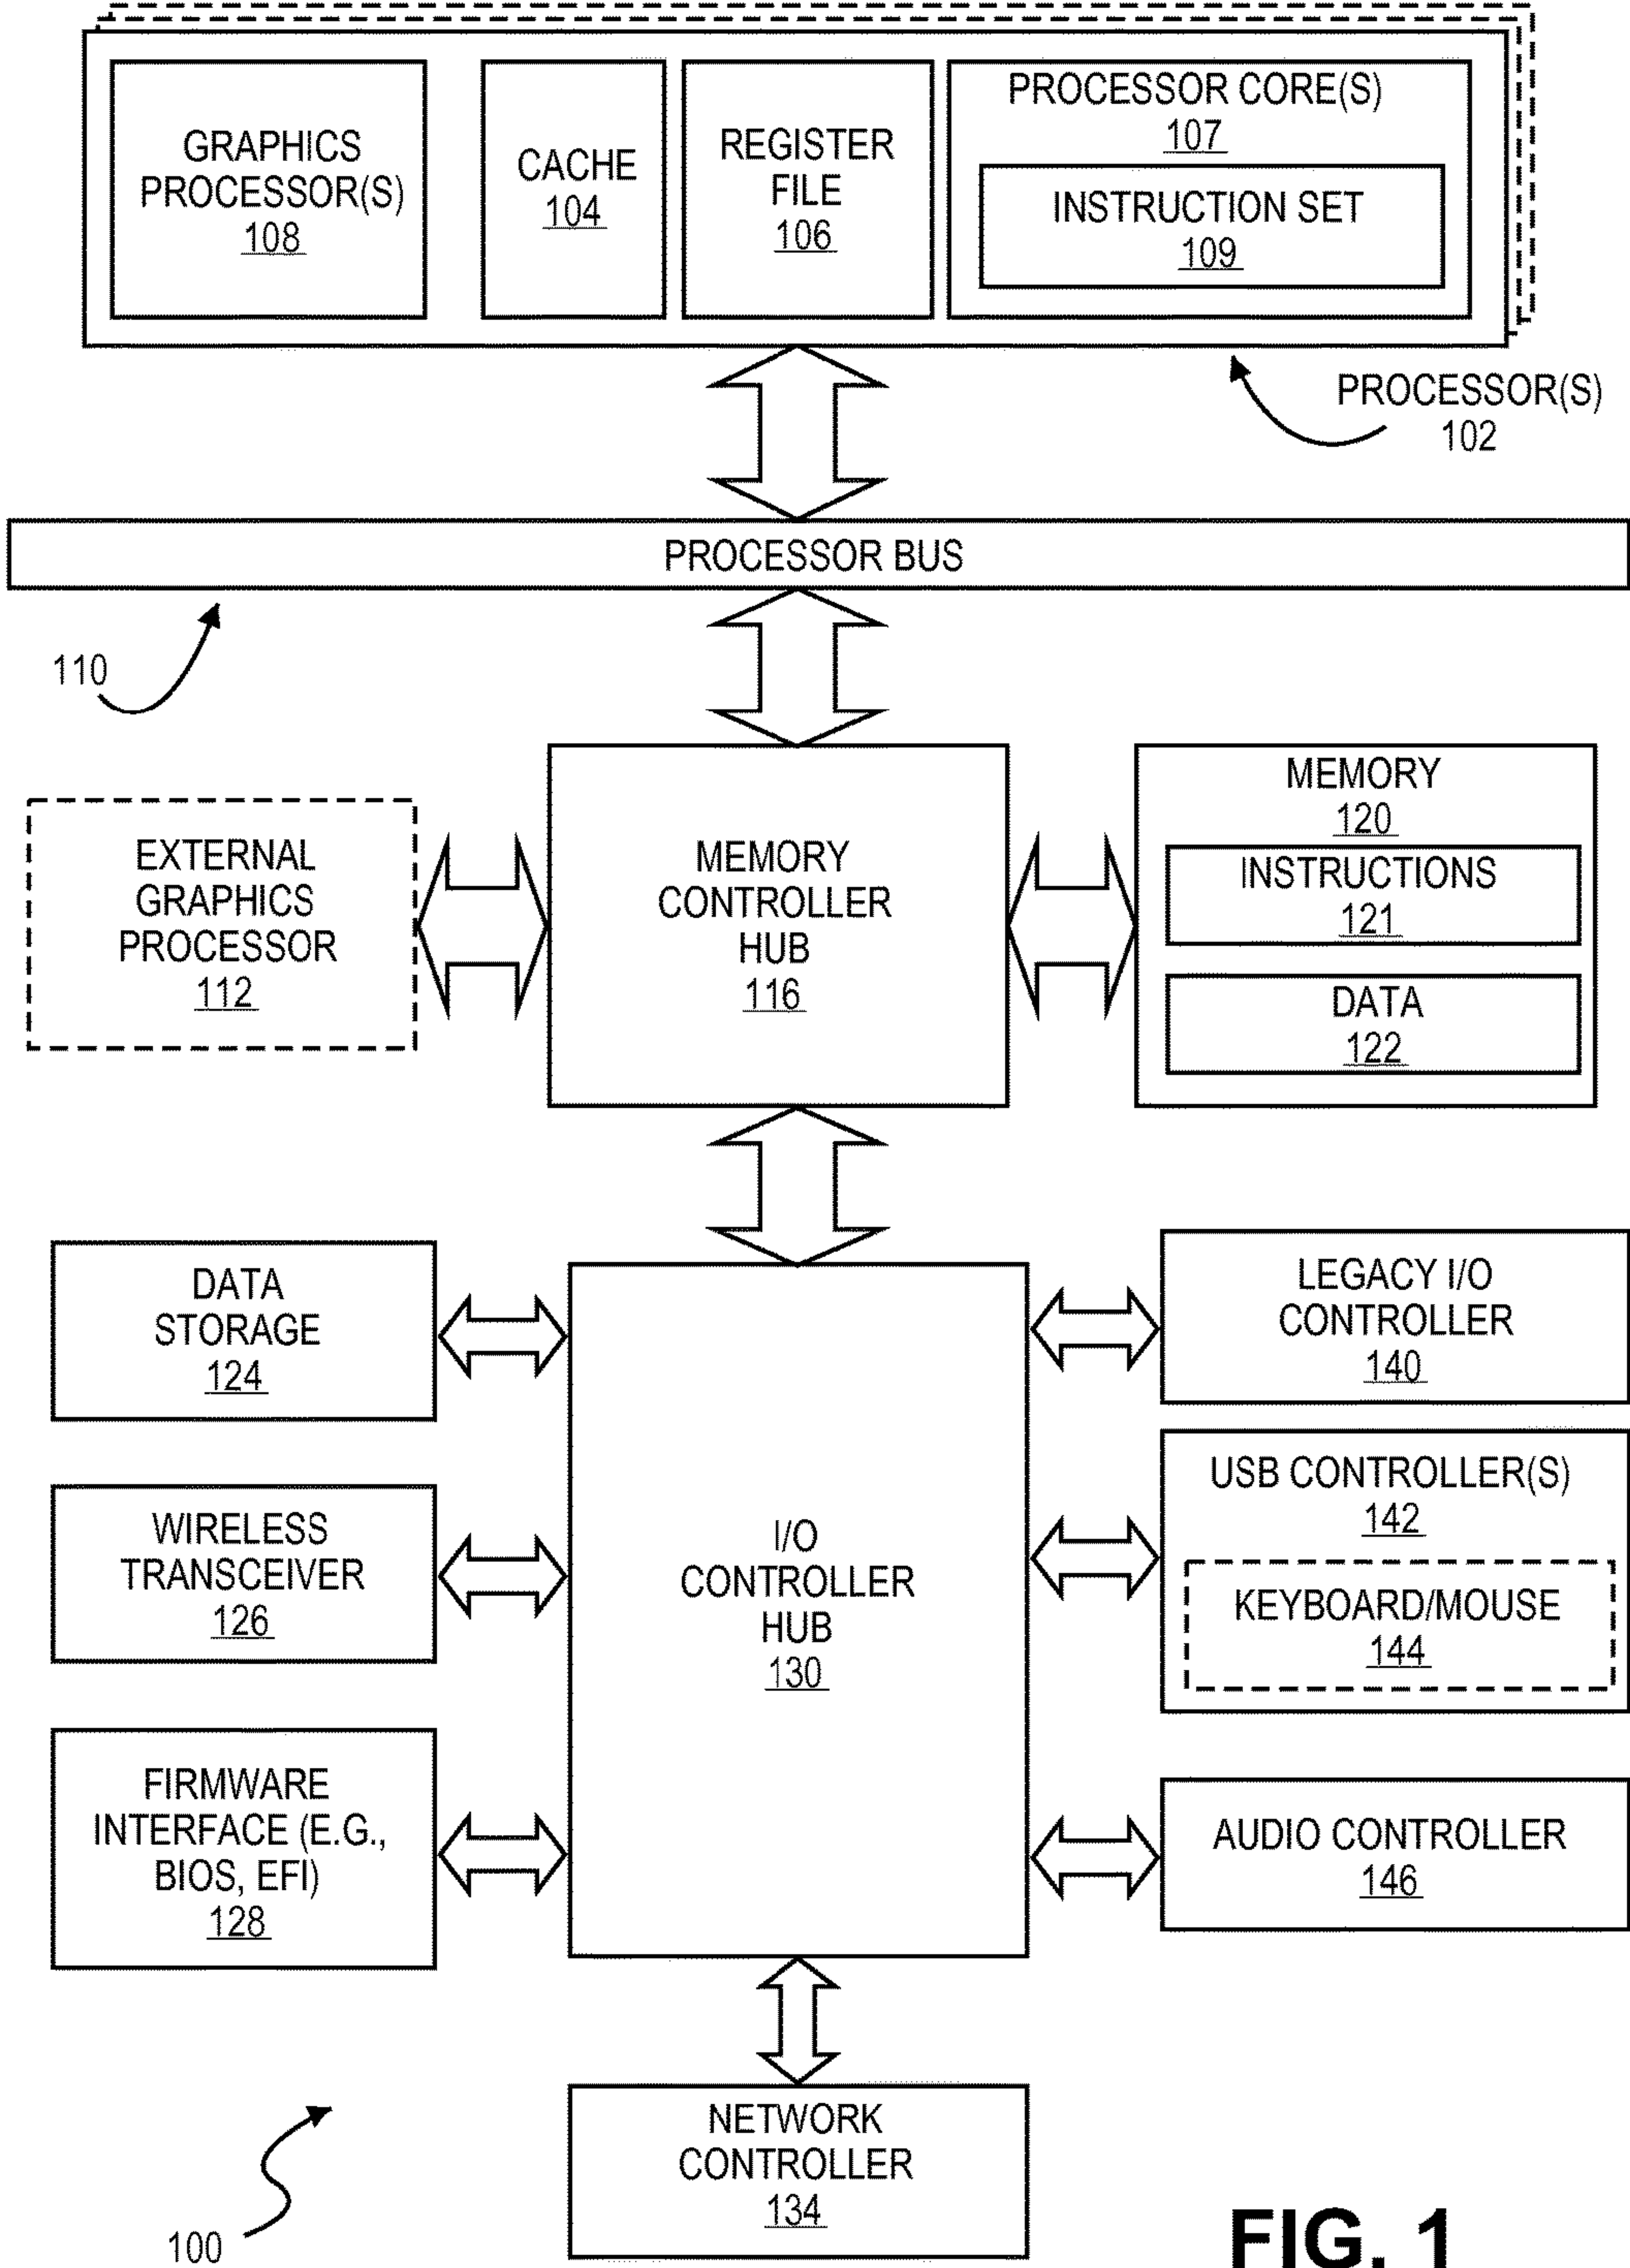 GRAPHICS
PROCESSOR(S)
108
CACHE
104
REGISTER
FILE
106
PROCESSOR CORE(S)
107
INSTRUCTION SET
109
PROCESSOR(S)
102
PROCESSOR BUS
110
EXTERNAL
GRAPHICS
PROCESSOR
112
MEMORY
CONTROLLER
HUB
116
MEMORY
120
INSTRUCTIONS
121
DATA
122
DATA
STORAGE
124
WIRELESS
TRANSCEIVER
126
FIRMWARE
INTERFACE (E.G.,
BIOS, EFI)
128
I/O
CONTROLLER
HUB
130
LEGACY I/O
CONTROLLER
140
USB CONTROLLER(S)
142
KEYBOARD/MOUSE
144
AUDIO CONTROLLER
146
NETWORK
CONTROLLER
134
100
FIG. 1